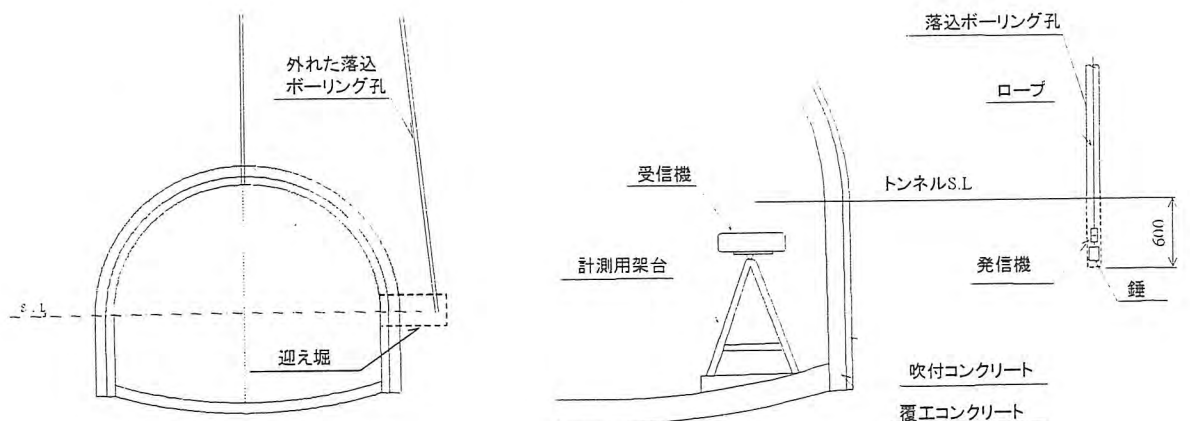 外れた落込
ボーリング孔
S.L
迎え堀
落込ボーリング孔
ロープ
受信機
トンネルS.L
計測用架台
発信機
600
錘
吹付コンクリート
覆工コンクリート